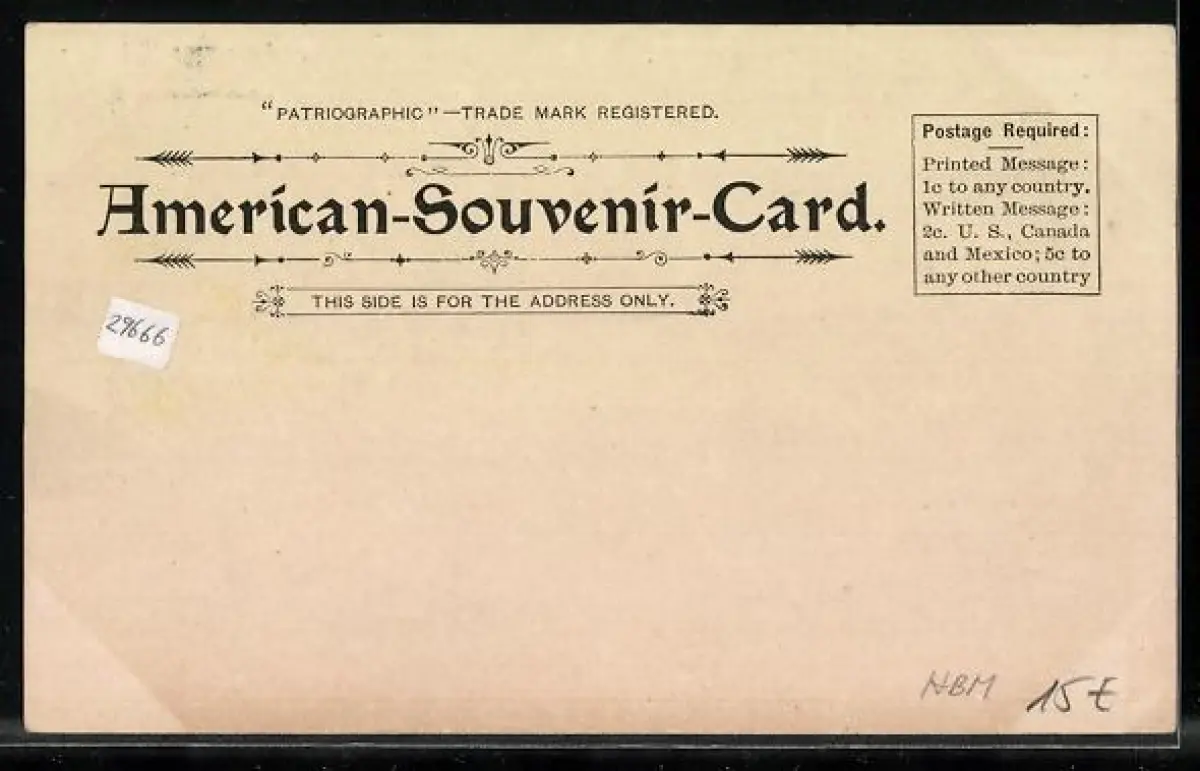 “PATRIOGRAPHIC”—TRADE MARK REGISTERED.
American-Souvenir-Card.
THIS SIDE IS FOR THE ADDRESS ONLY.
Postage Required:
Printed Message:
1c to any country.
Written Message:
2c. U. S., Canada
and Mexico; 5c to
any other country
29666
HBM 15 €